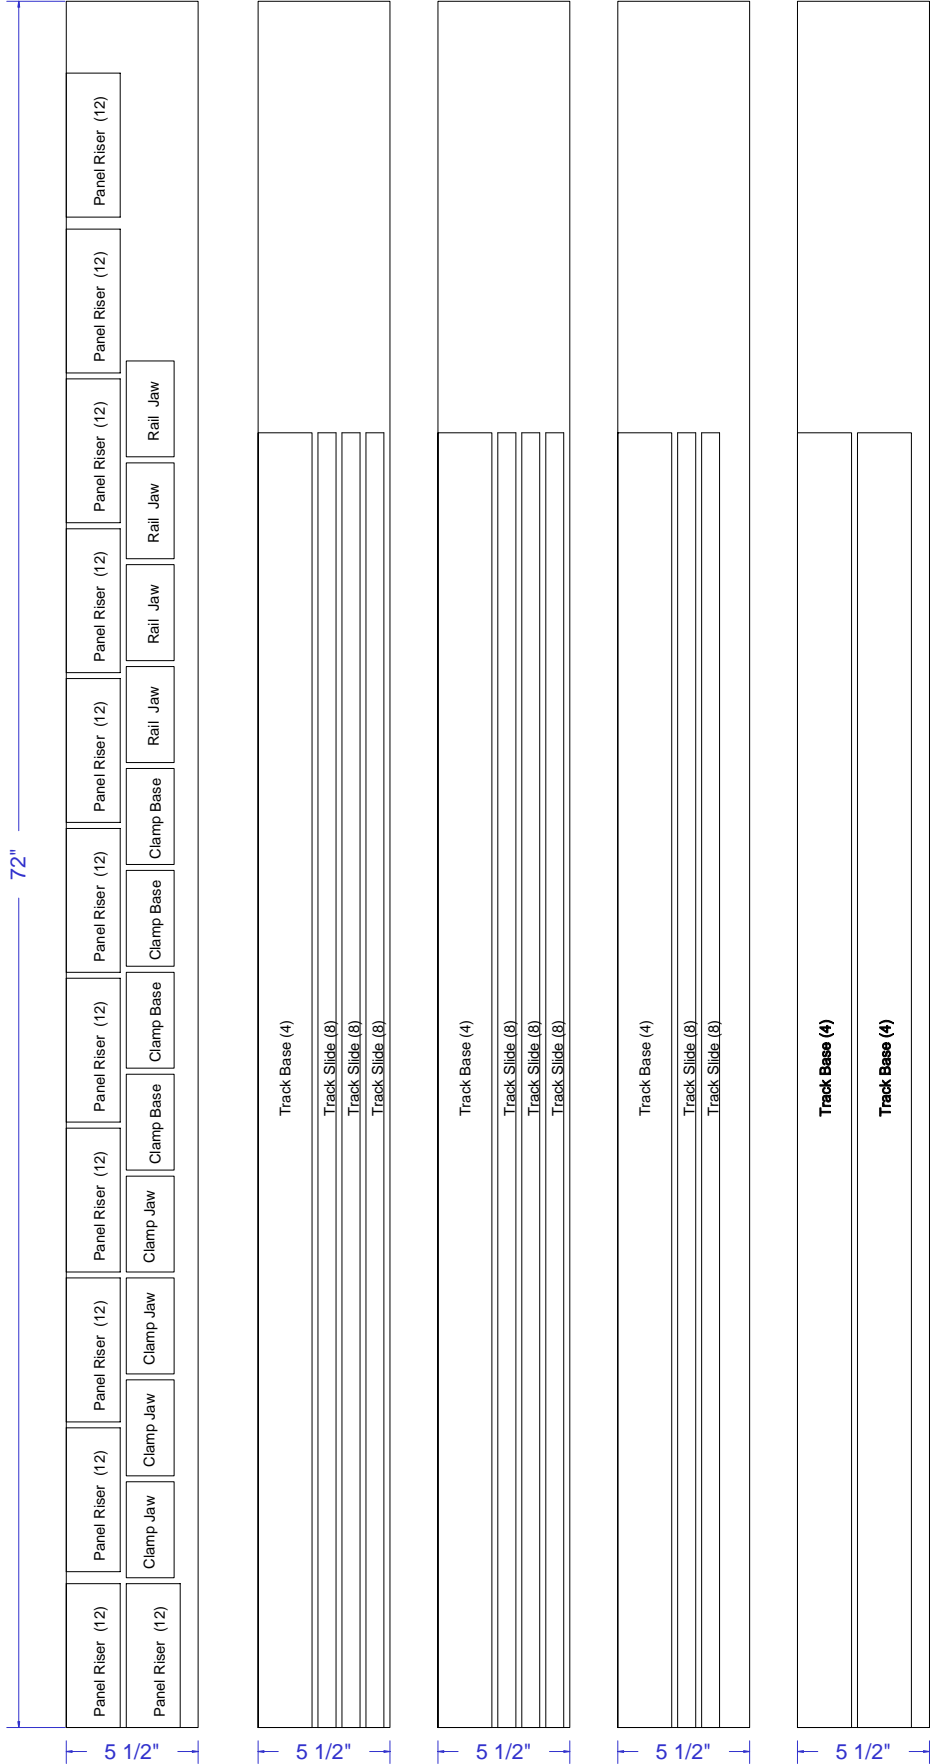 72"
Panel Riser (12)
Panel Riser (12)
Panel Riser (12)
Panel Riser (12)
Panel Riser (12)
Panel Riser (12)
Panel Riser (12)
Panel Riser (12)
Panel Riser (12)
Panel Riser (12)
Panel Riser (12)
Rail Jaw
Rail Jaw
Rail Jaw
Rail Jaw
Clamp Base
Clamp Base
Clamp Base
Clamp Base
Clamp Jaw
Clamp Jaw
Clamp Jaw
Clamp Jaw
Panel Riser (12)
Track Base (4)
Track Slide (8)
Track Slide (8)
Track Slide (8)
Track Base (4)
Track Slide (8)
Track Slide (8)
Track Slide (8)
Track Base (4)
Track Slide (8)
Track Slide (8)
Track Base (4)
Track Base (4)
5 1/2"
5 1/2"
5 1/2"
5 1/2"
5 1/2"